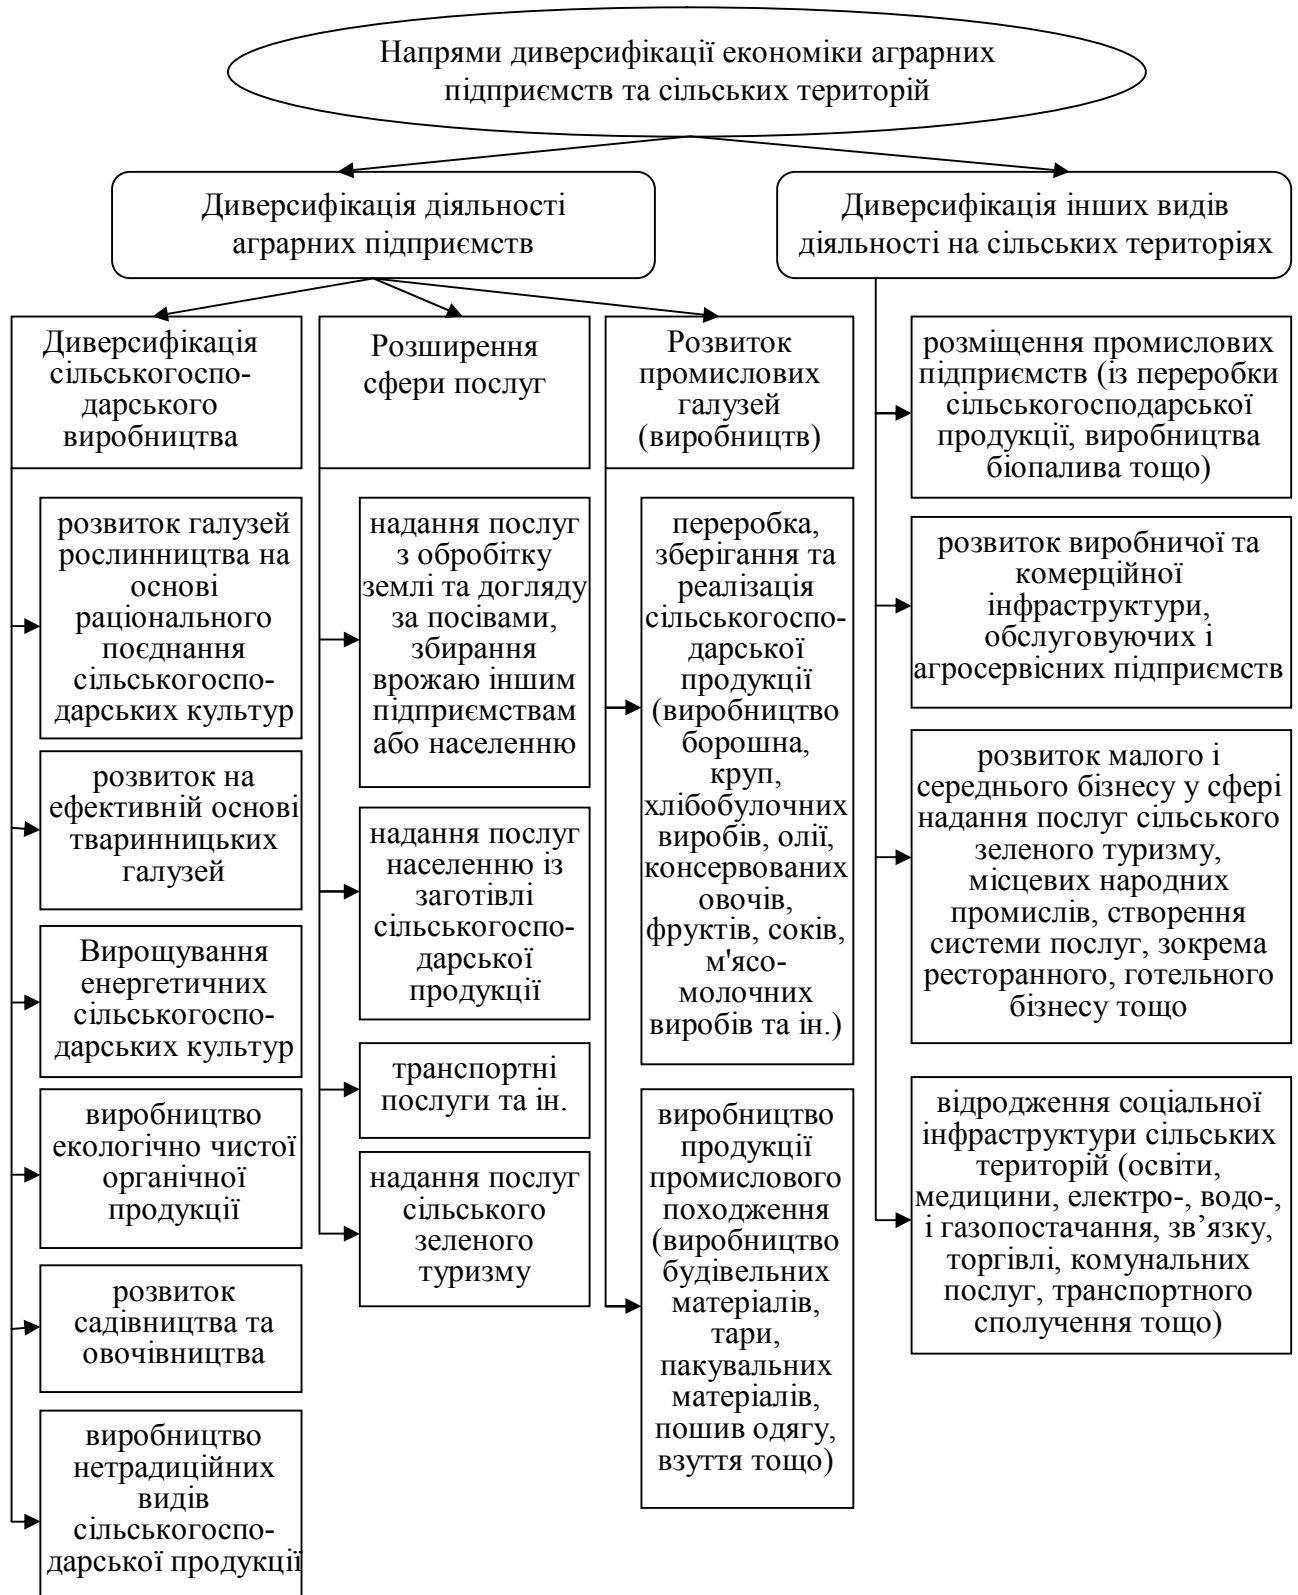 Напрями диверсифікації економіки аграрних
підприємств та сільських територій
Диверсифікація діяльності
аграрних підприємств
Диверсифікація інших видів
діяльності на сільських територіях
Диверсифікація
сільськогоспо-
дарського
виробництва
розвиток галузей
рослинництва на
основі
раціонального
поєднання
сільськогоспо-
дарських культур
розвиток на
ефективній основі
тваринницьких
галузей
Вирощування
енергетичних
сільськогоспо-
дарських культур
виробництво
екологічно чистої
органічної
продукції
розвиток
садівництва та
овочівництва
виробництво
нетрадиційних
видів
сільськогоспо-
дарської продукції
Розширення
сфери послуг
надання послуг
з обробітку
землі та догляду
за посівами,
збирання
врожаю іншим
підприємствам
або населенню
надання послуг
населенню із
заготівлі
сільськогоспо-
дарської
продукції
транспортні
послуги та ін.
надання послуг
сільського
зеленого
туризму
Розвиток
промислових
галузей
(виробництв)
переробка,
зберігання та
реалізація
сільськогоспо-
дарської
продукції
(виробництво
борошна,
круп,
хлібобулочних
виробів, олії,
консервованих
овочів,
фруктів, соків,
м'ясо-
молочних
виробів та ін.)
виробництво
продукції
промислового
походження
(виробництво
будівельних
матеріалів,
тари,
пакувальних
матеріалів,
пошив одягу,
взуття тощо)
розміщення промислових
підприємств (із переробки
сільськогосподарської
продукції, виробництва
біопалива тощо)
розвиток виробничої та
комерційної
інфраструктури,
обслуговуючих і
агросервісних підприємств
розвиток малого і
середнього бізнесу у сфері
надання послуг сільського
зеленого туризму,
місцевих народних
промислів, створення
системи послуг, зокрема
ресторанного, готельного
бізнесу тощо
відродження соціальної
інфраструктури сільських
територій (освіти,
медицини, електро-, водо-,
і газопостачання, зв’язку,
торгівлі, комунальних
послуг, транспортного
сполучення тощо)